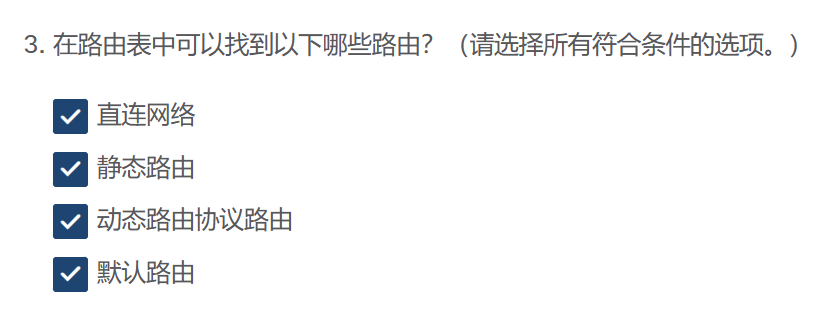 3. 在路由表中可以找到以下哪些路由？（请选择所有符合条件的选项。）
直连网络
静态路由
动态路由协议路由
默认路由